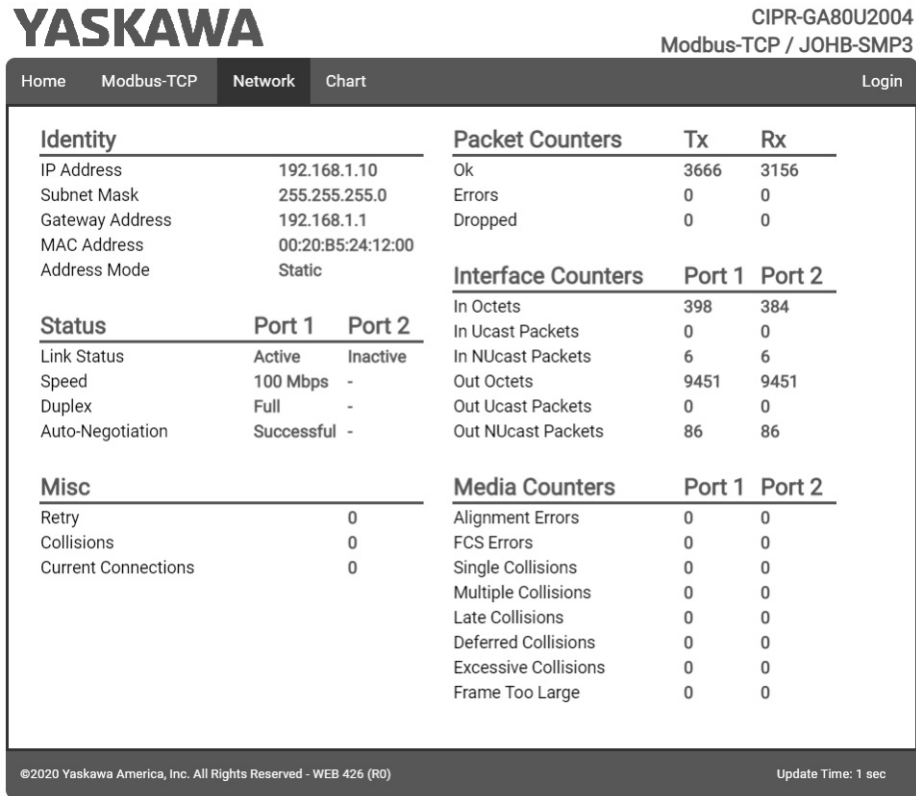 YASKAWA
CIPR-GA80U2004
Modbus-TCP / JOHB-SMP3
Home Modbus-TCP Network Chart Login
Identity
IP Address 192.168.1.10
Subnet Mask 255.255.255.0
Gateway Address 192.168.1.1
MAC Address 00:20:B5:24:12:00
Address Mode Static
Status Port 1 Port 2
Link Status Active Inactive
Speed 100 Mbps -
Duplex Full -
Auto-Negotiation Successful -
Misc
Retry 0
Collisions 0
Current Connections 0
Packet Counters Tx Rx
Ok 3666 3156
Errors 0 0
Dropped 0 0
Interface Counters Port 1 Port 2
In Octets 398 384
In Ucast Packets 0 0
In NUcast Packets 6 6
Out Octets 9451 9451
Out Ucast Packets 0 0
Out NUcast Packets 86 86
Media Counters Port 1 Port 2
Alignment Errors 0 0
FCS Errors 0 0
Single Collisions 0 0
Multiple Collisions 0 0
Late Collisions 0 0
Deferred Collisions 0 0
Excessive Collisions 0 0
Frame Too Large 0 0
©2020 Yaskawa America, Inc. All Rights Reserved - WEB 426 (R0) Update Time: 1 sec